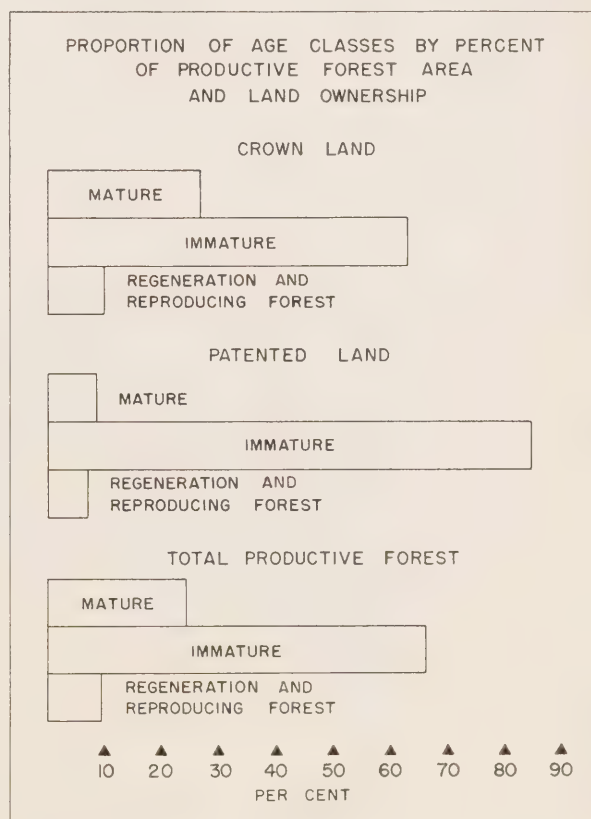 PROPORTION OF AGE CLASSES BY PERCENT
OF PRODUCTIVE FOREST AREA
AND LAND OWNERSHIP
CROWN LAND
MATURE
IMMATURE
REGENERATION AND
REPRODUCING FOREST
PATENTED LAND
MATURE
IMMATURE
REGENERATION AND
REPRODUCING FOREST
TOTAL PRODUCTIVE FOREST
MATURE
IMMATURE
REGENERATION AND
REPRODUCING FOREST
10 20 30 40 50 60 70 80 90
PER CENT